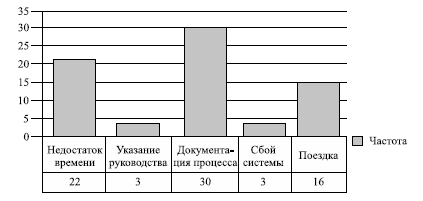 35
30
25
20
15
10
5
0
Недостаток времени
Указание руководства
Документа-
ция процесса
Сбой системы
Поездка
22 3 30 3 16
Частота